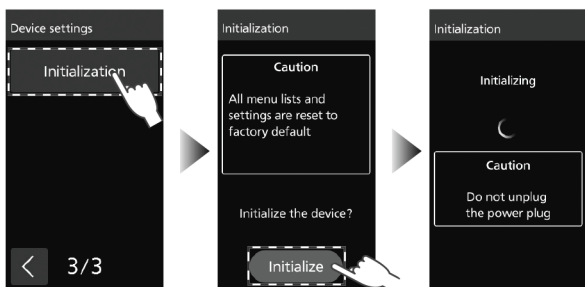 Device settings
Initialization
< 3/3
Initialization
Caution
All menu lists and
settings are reset to
factory default
Initialize the device?
Initialize
Initialization
Initializing
Caution
Do not unplug
the power plug